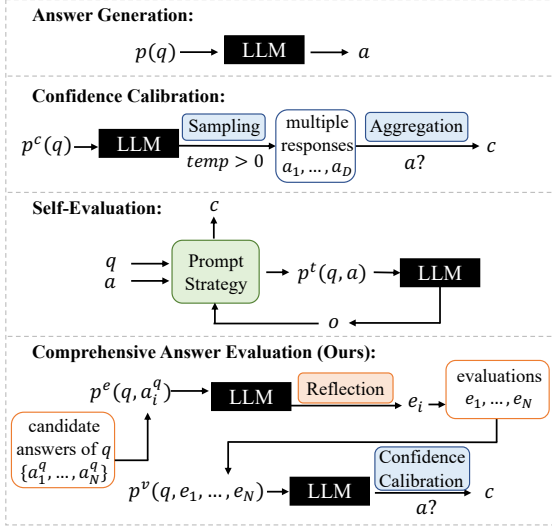 Answer Generation:
p(q) → LLM → a
Confidence Calibration:
p^c(q) → LLM
Sampling
temp > 0
multiple
responses
a_1, ..., a_D
Aggregation
a?
c
Self-Evaluation:
c
q
a
Prompt
Strategy
p^t(q, a) → LLM
o
Comprehensive Answer Evaluation (Ours):
p^e(q, a_i^q) → LLM
Reflection
e_i
evaluations
e_1, ..., e_N
candidate
answers of q
{a_1^q, ..., a_N^q}
p^v(q, e_1, ..., e_N) → LLM
Confidence
Calibration
a?
c